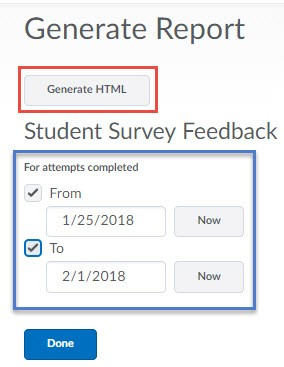 Generate Report
Generate HTML
Student Survey Feedback
For attempts completed
From
1/25/2018 Now
To
2/1/2018 Now
Done